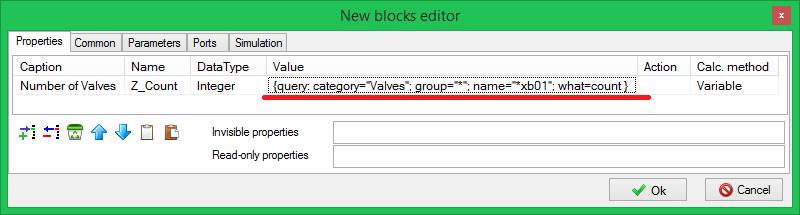 New blocks editor
x
Properties Common Parameters Ports Simulation
Caption Name DataType Value Action Calc. method
Number of Valves Z_Count Integer {query: category="Valves"; group="*"; name="*xb01"; what=count } Variable
Invisible properties
Read-only properties
Ok Cancel